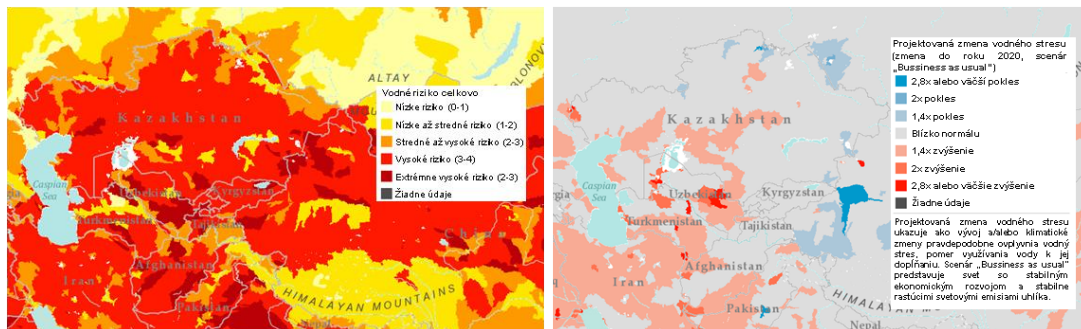 ALTAY
Vodné riziko celkovo
Nízke riziko (0-1)
Nízke až stredné riziko (1-2)
Stredné až vysoké riziko (2-3)
Vysoké riziko (3-4)
Extrémne vysoké riziko (2-3)
Žiadne údaje
Kazakhstan
Caspian
Sea
Uzbekistan
Kyrgyzstan
Turkmenistan
Tajikistan
China
Afghanistan
Iran
Pakistan
HIMALAYAN MOUNTAINS
Nepal
Projektovaná zmena vodného stresu
(zmena do roku 2020, scenár
„Bussiness as usual")
2,8x alebo väčší pokles
2x pokles
1,4x pokles
Blízko normálu
1,4x zvýšenie
2x zvýšenie
2,8x alebo väčšie zvýšenie
Žiadne údaje
Projektovaná zmena vodného stresu
ukazuje ako vývoj a/alebo klimatické
zmeny pravdepodobne ovplyvnia vodný
stres, pomer využívania vody k jej
dopĺňaniu. Scenár „Bussiness as usual"
predstavuje svet so stabilným
ekonomickým rozvojom a stabilne
rastúcimi svetovými emisiami uhlíka.
Kazakhstan
Caspian
Sea
Uzbekistan
Kyrgyzstan
Turkmenistan
Tajikistan
Afghanistan
Iran
Pakistan
HIMALAYAN
Nepal